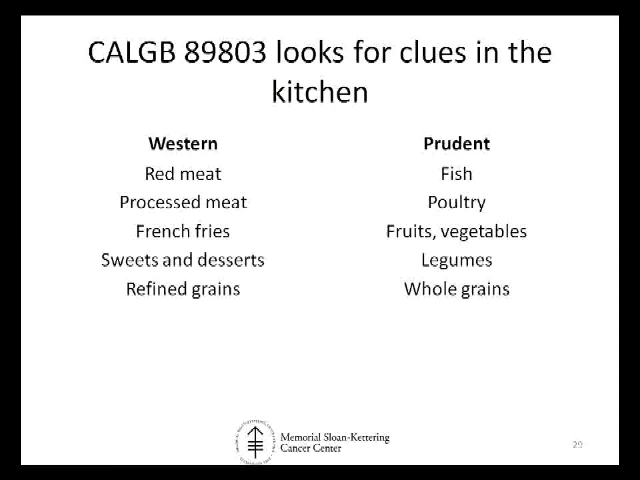 CALGB 89803 looks for clues in the
kitchen
Western
Red meat
Processed meat
French fries
Sweets and desserts
Refined grains
Prudent
Fish
Poultry
Fruits, vegetables
Legumes
Whole grains
Memorial Sloan-Kettering
Cancer Center
29